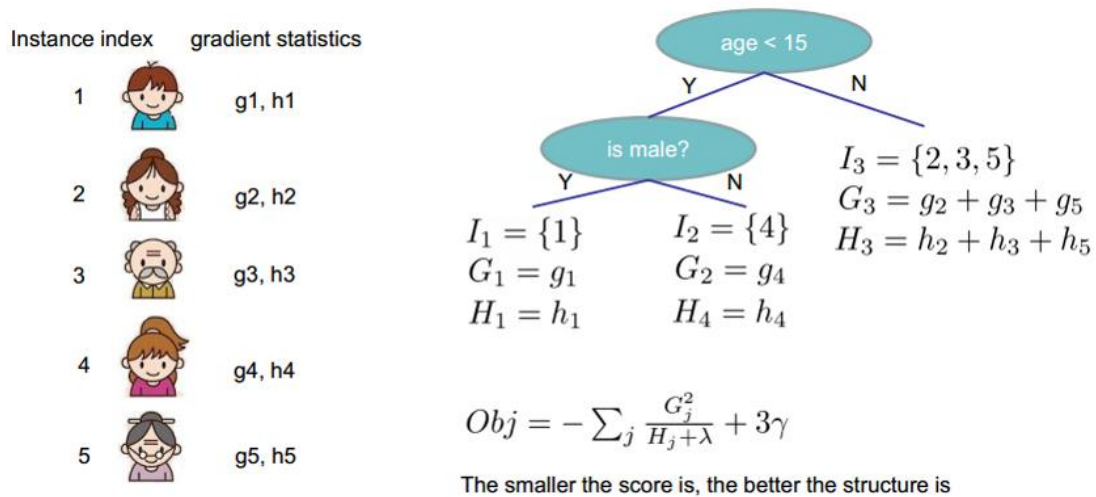 Instance index gradient statistics
1 g1, h1
2 g2, h2
3 g3, h3
4 g4, h4
5 g5, h5
age < 15
Y N
is male?
Y N
I₁ = {1}
G₁ = g₁
H₁ = h₁
I₂ = {4}
G₂ = g₄
H₄ = h₄
I₃ = {2, 3, 5}
G₃ = g₂ + g₃ + g₅
H₃ = h₂ + h₃ + h₅
Obj = − ∑ⱼ Gⱼ² / (Hⱼ+λ) + 3γ
The smaller the score is, the better the structure is